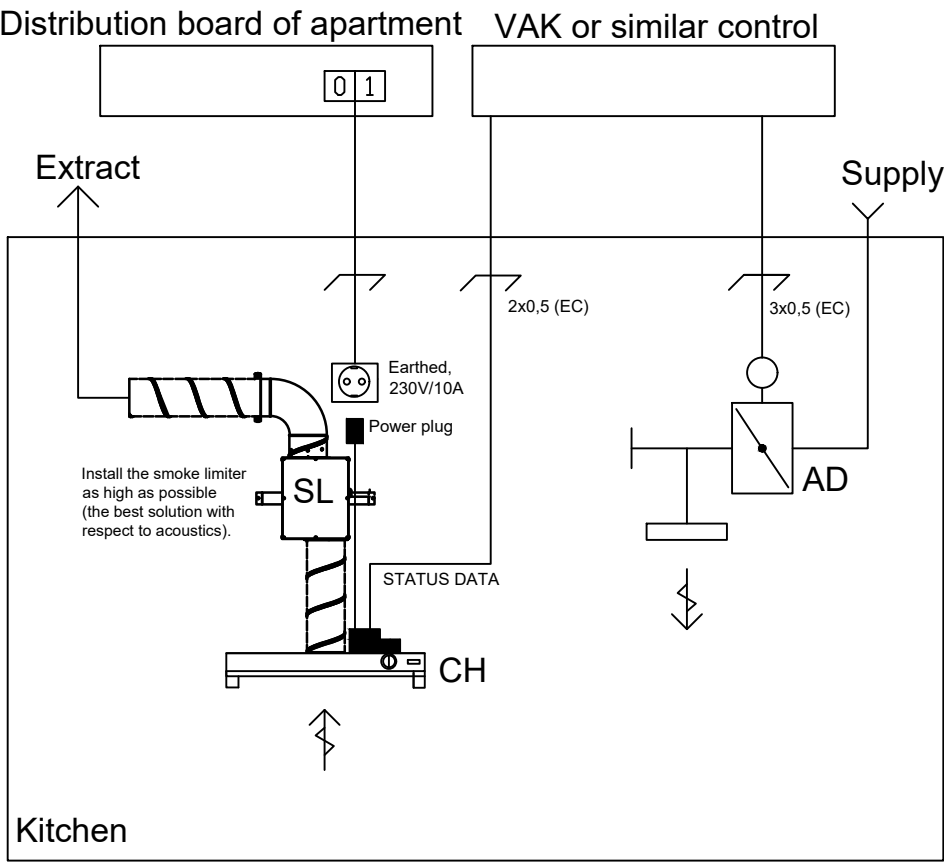 Distribution board of apartment
VAK or similar control
0 1
Extract
Supply
2x0,5 (EC)
3x0,5 (EC)
Earthed,
230V/10A
Power plug
Install the smoke limiter
as high as possible
(the best solution with
respect to acoustics).
SL
AD
STATUS DATA
CH
Kitchen